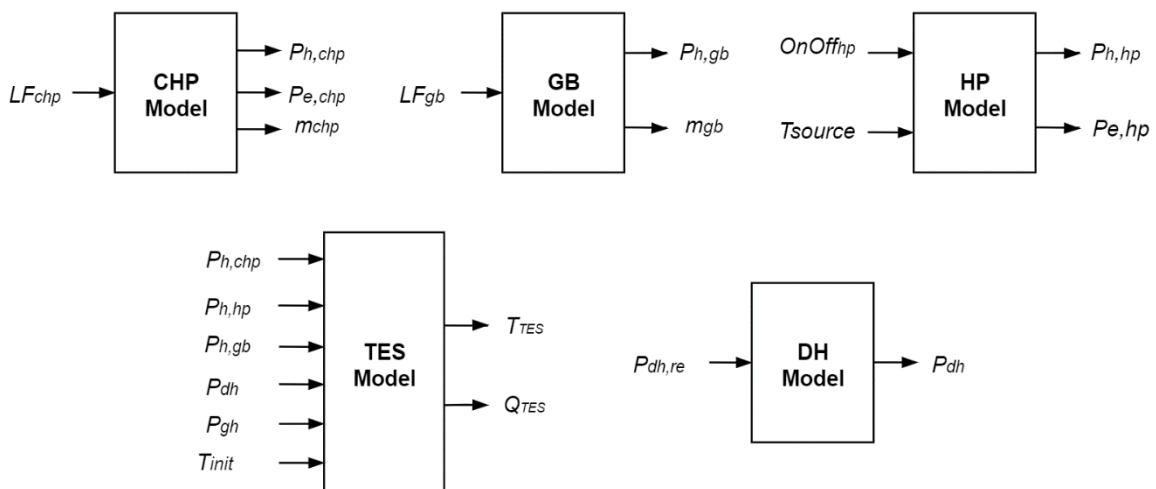 LFchp
CHP
Model
Ph,chp
Pe,chp
mchp
LFgb
GB
Model
Ph,gb
mgb
OnOffhp
Tsource
HP
Model
Ph,hp
Pe,hp
Ph,chp
Ph,hp
Ph,gb
Pdh
Pgh
Tinit
TES
Model
TTES
QTES
Pdh,re
DH
Model
Pdh